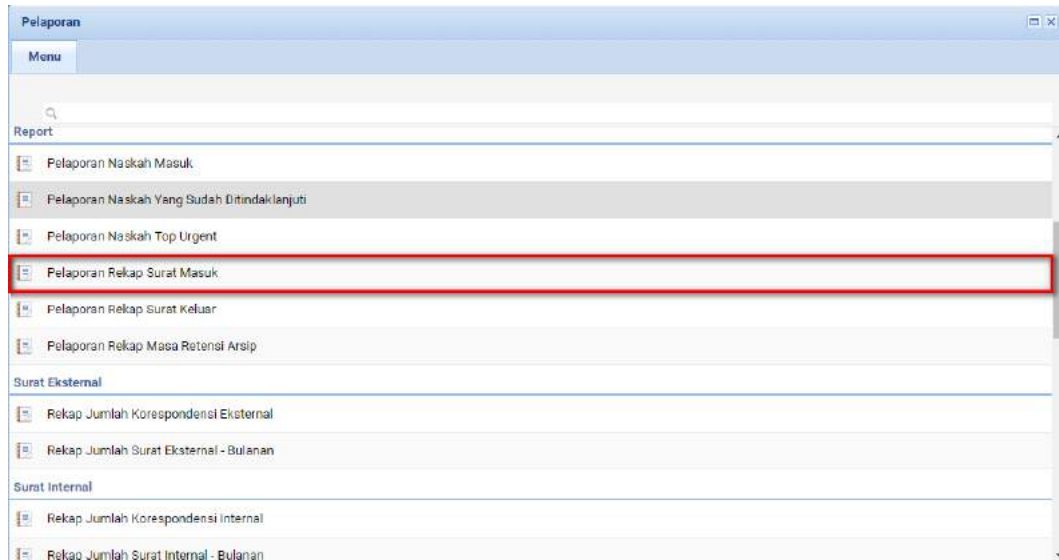 Pelaporan
Menu
Report
Pelaporan Naskah Masuk
Pelaporan Naskah Yang Sudah Ditindaklanjuti
Pelaporan Naskah Top Urgent
Pelaporan Rekap Surat Masuk
Pelaporan Rekap Surat Keluar
Pelaporan Rekap Masa Retensi Arsip
Surat Eksternal
Rekap Jumlah Korespondensi Eksternal
Rekap Jumlah Surat Eksternal - Bulanan
Surat Internal
Rekap Jumlah Korespondensi Internal
Rekap Jumlah Surat Internal - Bulanan